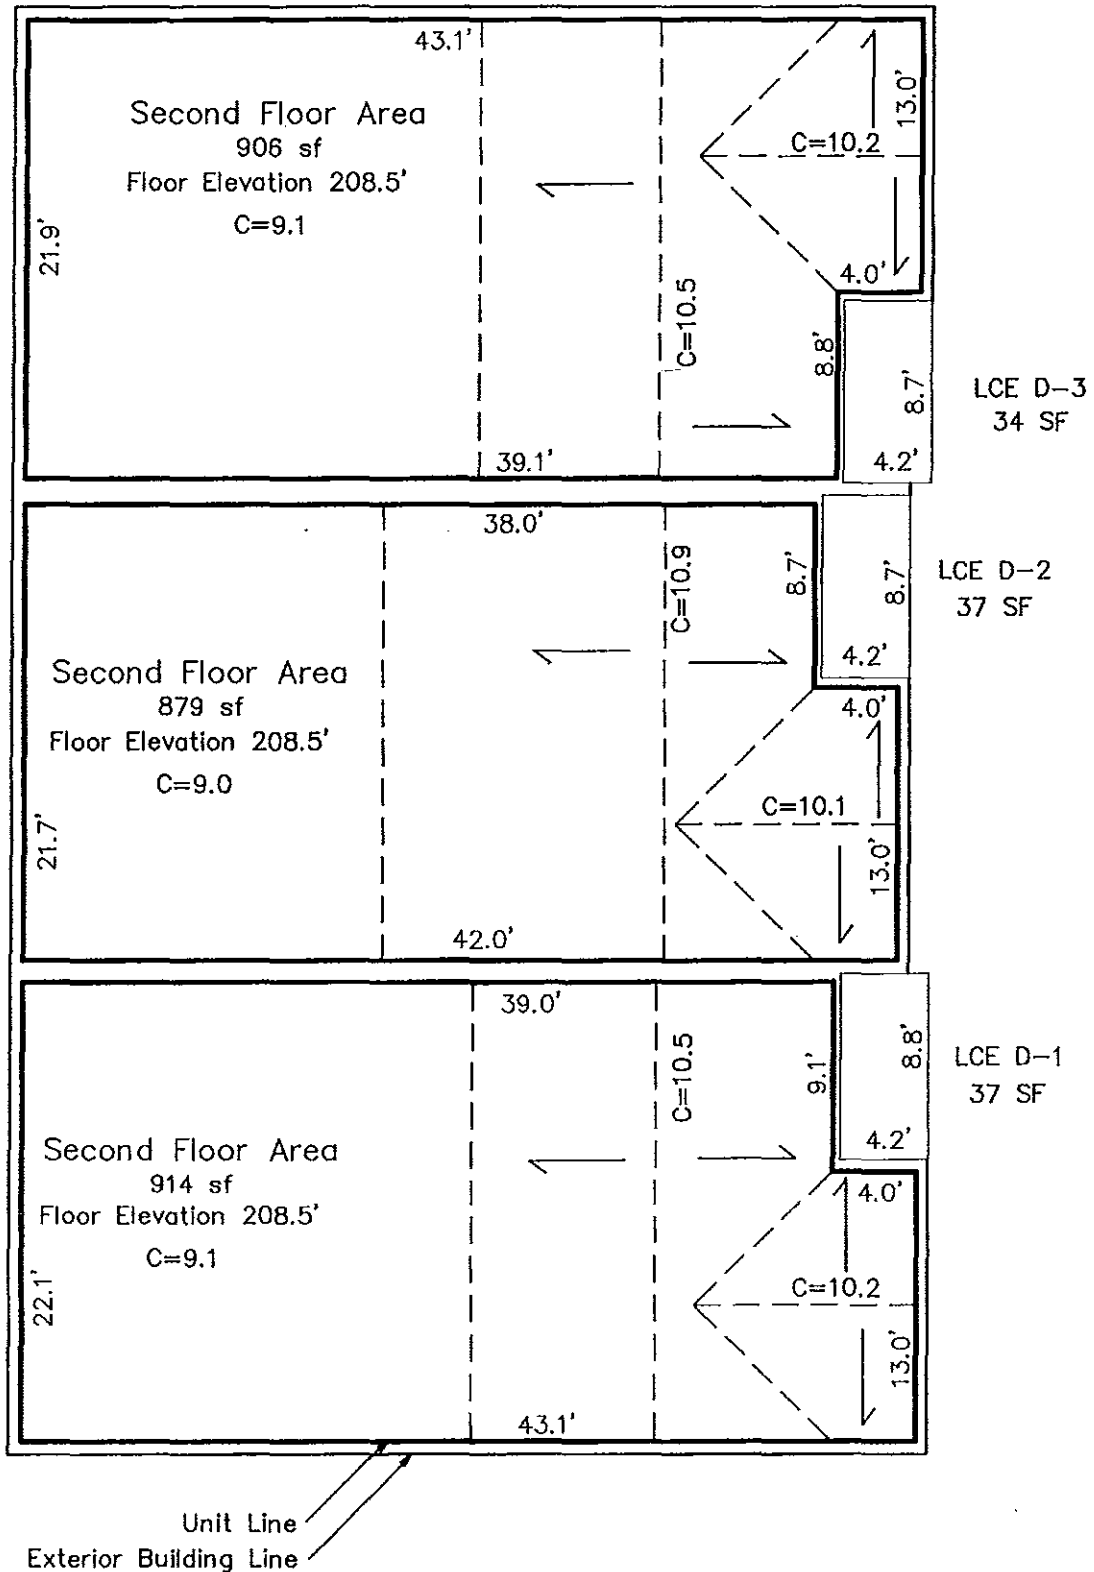 43.1'
Second Floor Area
906 sf
Floor Elevation 208.5'
C=9.1
21.9'
C=10.2
13.0'
4.0'
C=10.5
8.8'
8.7'
4.2'
39.1'
LCE D-3
34 SF
38.0'
C=10.9
8.7'
8.7'
4.2'
4.0'
LCE D-2
37 SF
Second Floor Area
879 sf
Floor Elevation 208.5'
C=9.0
21.7'
C=10.1
13.0'
42.0'
39.0'
C=10.5
9.1'
8.8'
4.2'
4.0'
LCE D-1
37 SF
Second Floor Area
914 sf
Floor Elevation 208.5'
C=9.1
22.1'
C=10.2
13.0'
43.1'
Unit Line
Exterior Building Line